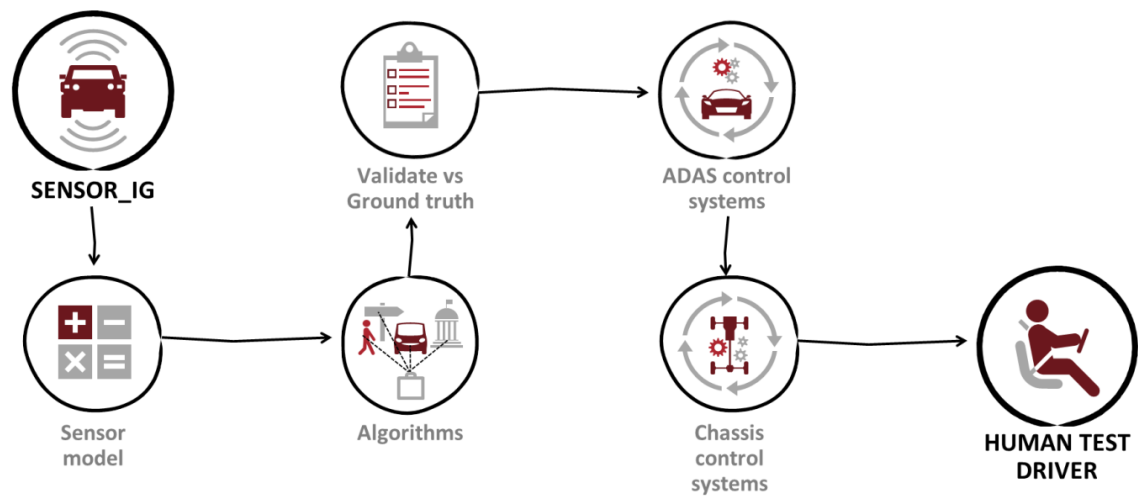 SENSOR_IG
Validate vs
Ground truth
ADAS control
systems
Sensor
model
Algorithms
Chassis
control
systems
HUMAN TEST
DRIVER